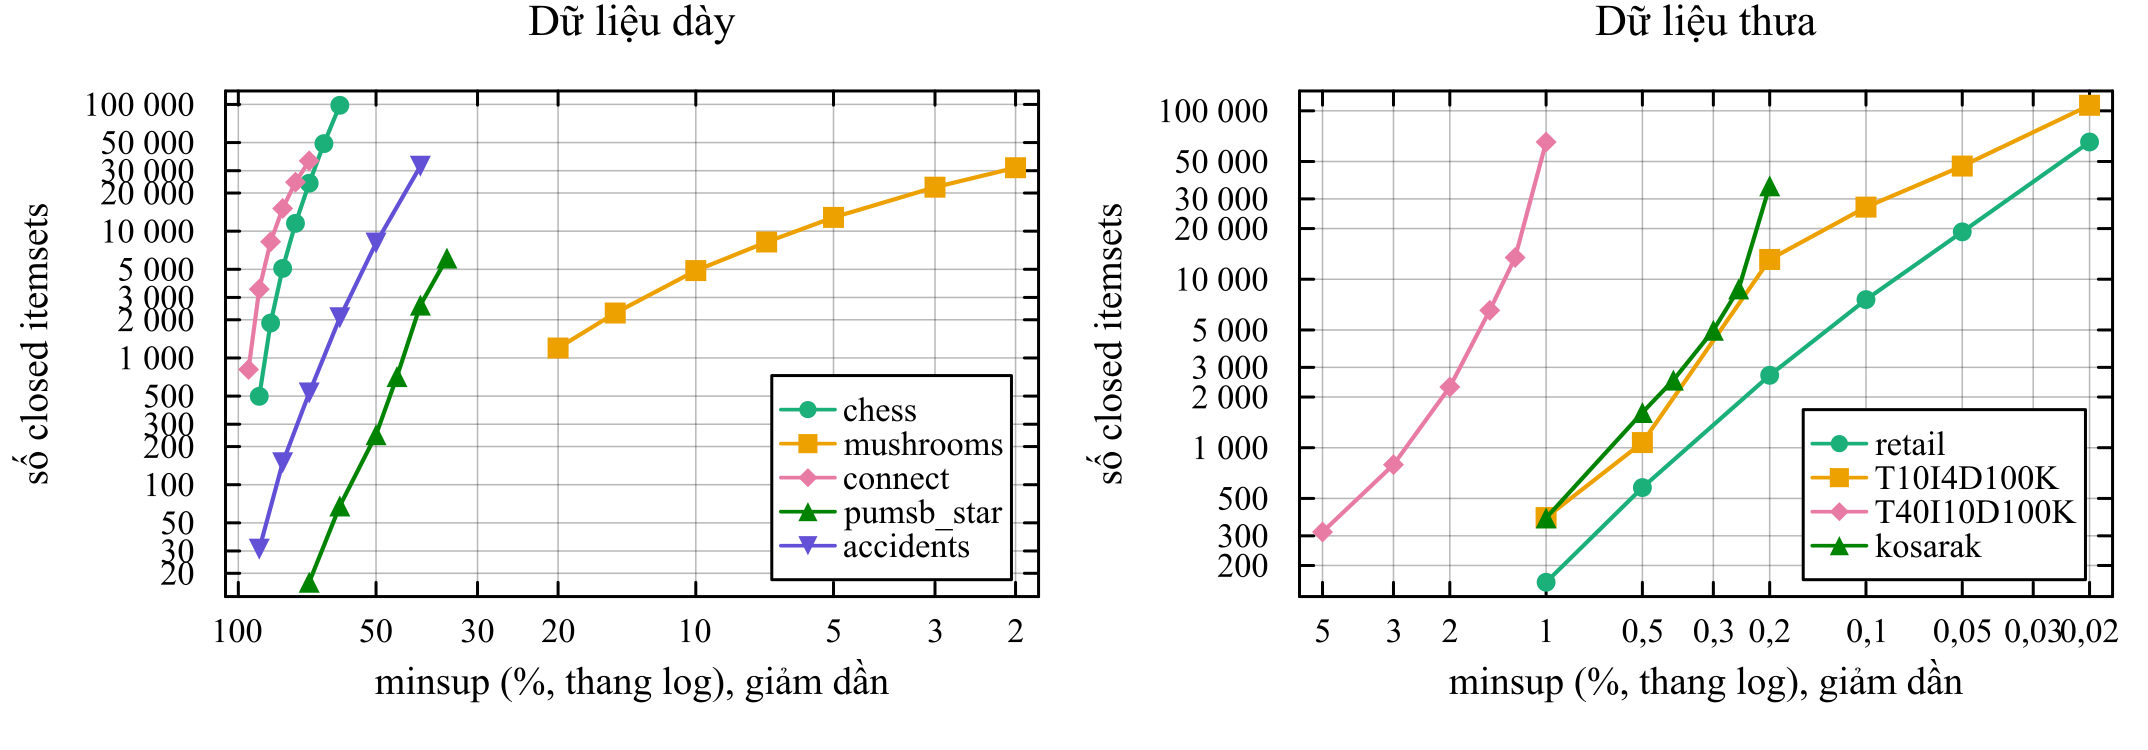 Dữ liệu dày
số closed itemsets
100 000
50 000
30 000
20 000
10 000
5 000
3 000
2 000
1 000
500
300
200
100
50
30
20
100 50 30 20 10 5 3 2
minsup (%, thang log), giảm dần
chess
mushrooms
connect
pumsb_star
accidents
Dữ liệu thưa
số closed itemsets
100 000
50 000
30 000
20 000
10 000
5 000
3 000
2 000
1 000
500
300
200
5 3 2 1 0,5 0,3 0,2 0,1 0,05 0,03 0,02
minsup (%, thang log), giảm dần
retail
T10I4D100K
T40I10D100K
kosarak